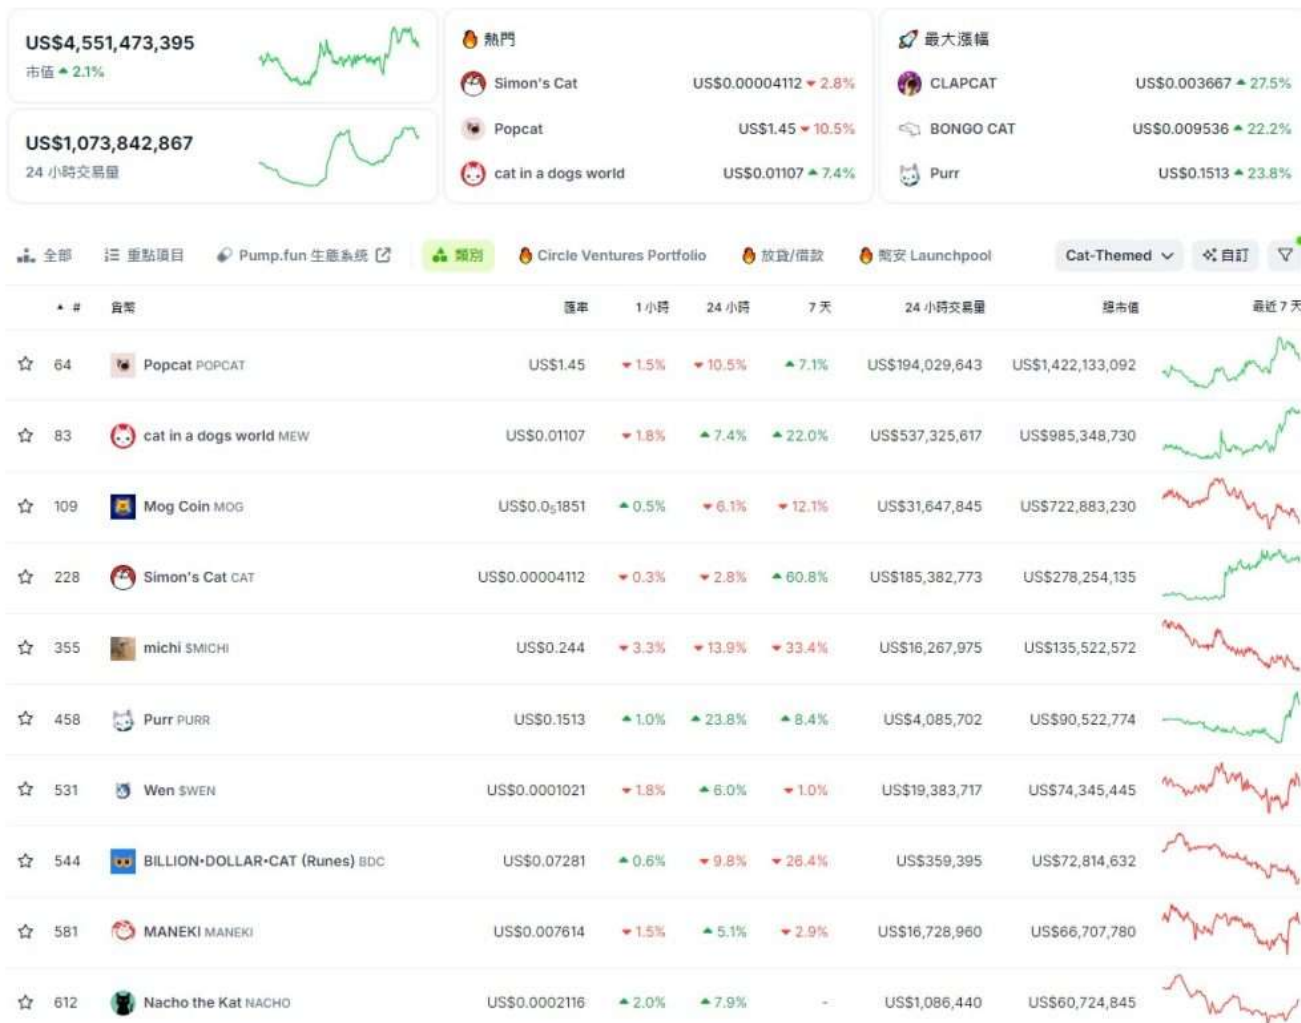 US$4,551,473,395
市值 ▲ 2.1%
US$1,073,842,867
24 小時交易量
熱門
Simon's Cat US$0.00004112 ▼ 2.8%
Popcat US$1.45 ▼ 10.5%
cat in a dogs world US$0.01107 ▲ 7.4%
最大漲幅
CLAPCAT US$0.003667 ▲ 27.5%
BONGO CAT US$0.009536 ▲ 22.2%
Purr US$0.1513 ▲ 23.8%
全部 重點項目 Pump.fun 生態系統 類別 Circle Ventures Portfolio 放貸/借款 幣安 Launchpool Cat-Themed 自訂
▲ # 貨幣 匯率 1 小時 24 小時 7 天 24 小時交易量 總市值 最近 7 天
64 Popcat POPCAT US$1.45 ▼ 1.5% ▼ 10.5% ▲ 7.1% US$194,029,643 US$1,422,133,092
83 cat in a dogs world MEW US$0.01107 ▼ 1.8% ▲ 7.4% ▲ 22.0% US$537,325,617 US$985,348,730
109 Mog Coin MOG US$0.0₅1851 ▲ 0.5% ▼ 6.1% ▼ 12.1% US$31,647,845 US$722,883,230
228 Simon's Cat CAT US$0.00004112 ▼ 0.3% ▼ 2.8% ▲ 60.8% US$185,382,773 US$278,254,135
355 michi $MICHI US$0.244 ▼ 3.3% ▼ 13.9% ▼ 33.4% US$16,267,975 US$135,522,572
458 Purr PURR US$0.1513 ▲ 1.0% ▲ 23.8% ▲ 8.4% US$4,085,702 US$90,522,774
531 Wen $WEN US$0.0001021 ▼ 1.8% ▲ 6.0% ▼ 1.0% US$19,383,717 US$74,345,445
544 BILLION•DOLLAR•CAT (Runes) BDC US$0.07281 ▲ 0.6% ▼ 9.8% ▼ 26.4% US$359,395 US$72,814,632
581 MANEKI MANEKI US$0.007614 ▼ 1.5% ▲ 5.1% ▼ 2.9% US$16,728,960 US$66,707,780
612 Nacho the Kat NACHO US$0.0002116 ▲ 2.0% ▲ 7.9% - US$1,086,440 US$60,724,845